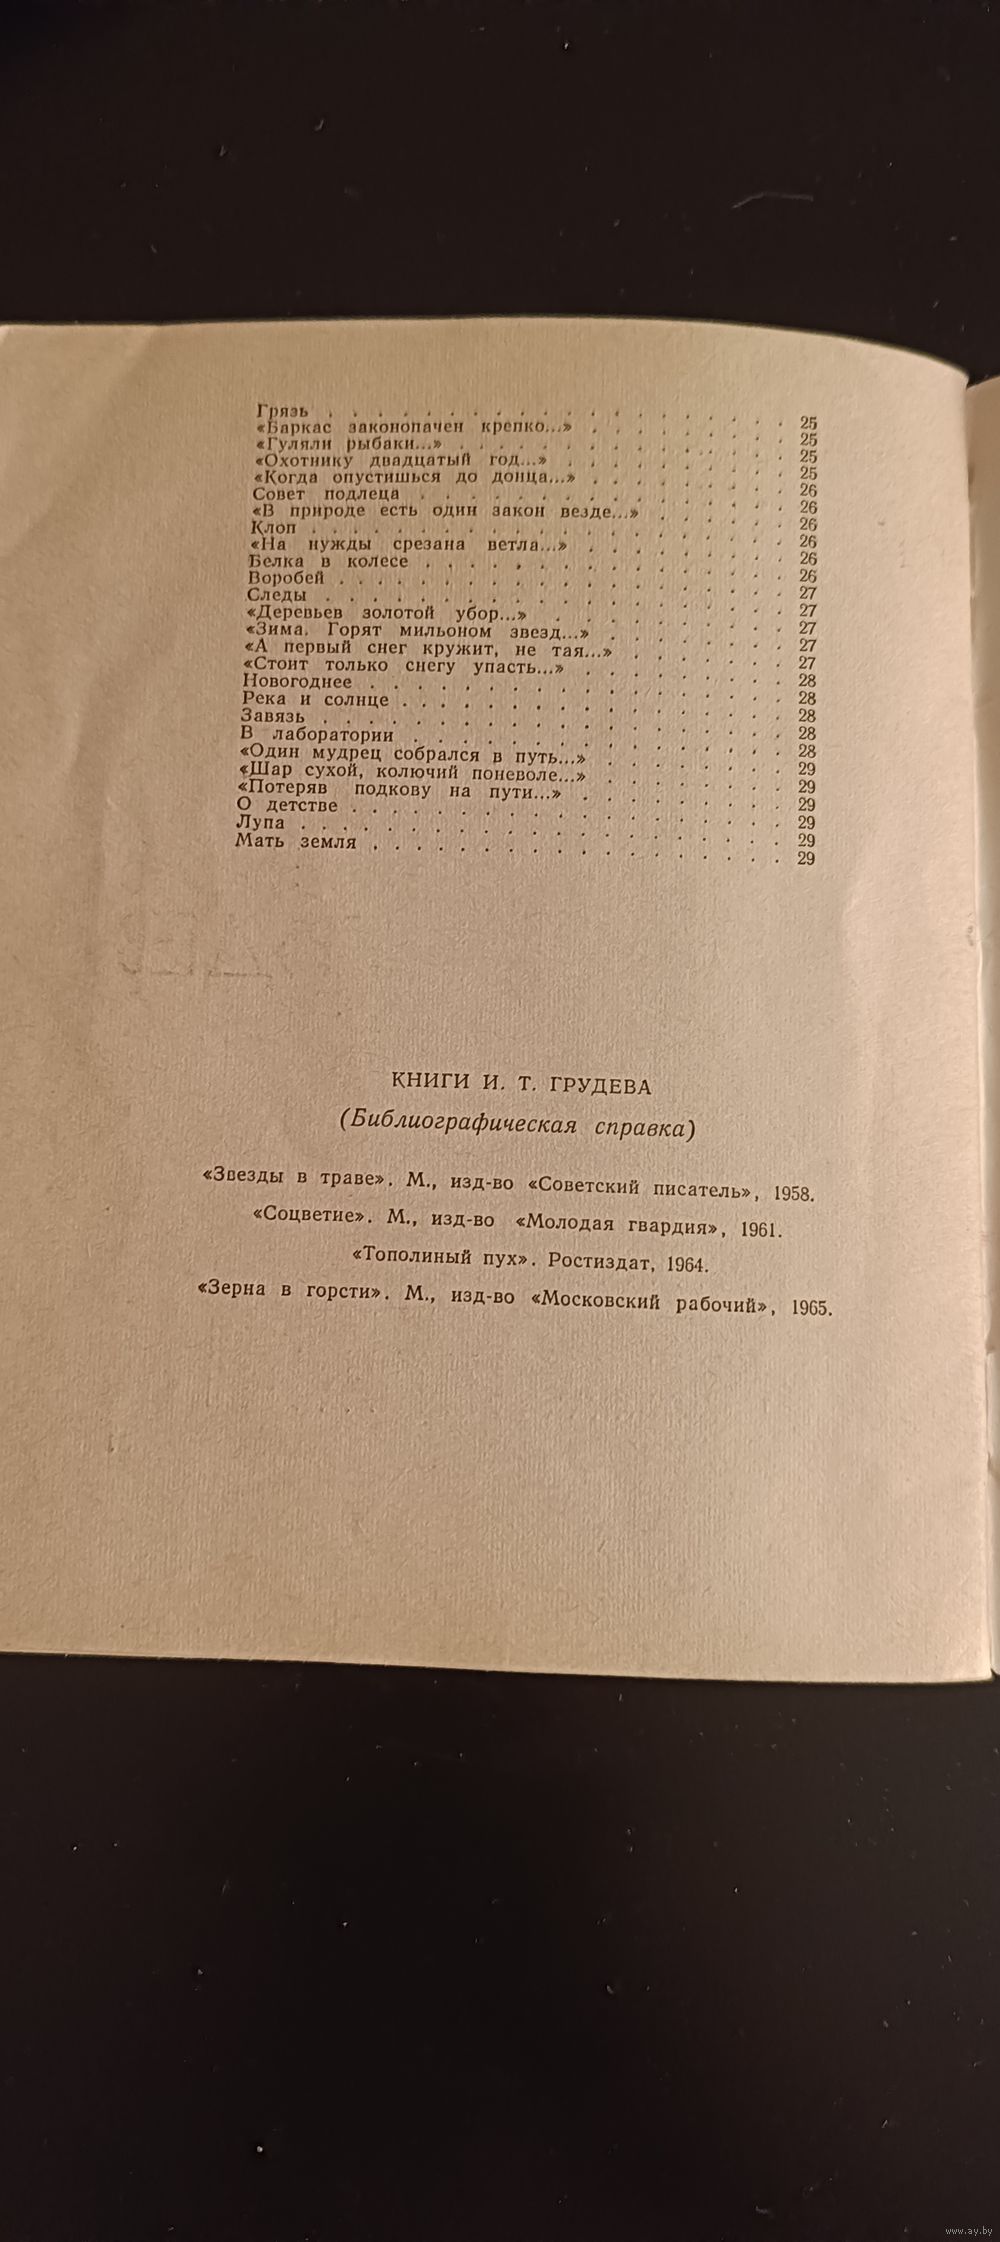 Грязь . . . . . . . . . . . . . . . . . . . 25
«Баркас законопачен крепко...» . . . . . . . . 25
«Гуляли рыбаки...» . . . . . . . . . . . . . 25
«Охотнику двадцатый год...» . . . . . . . . . 25
«Когда опустишься до донца...» . . . . . . . . 26
Совет подлеца . . . . . . . . . . . . . . . 26
«В природе есть один закон везде...» . . . . . . 26
Клоп . . . . . . . . . . . . . . . . . . . 26
«На нужды срезана ветла...» . . . . . . . . 26
Белка в колесе . . . . . . . . . . . . . . . 26
Воробей . . . . . . . . . . . . . . . . . . 27
Следы . . . . . . . . . . . . . . . . . . . 27
«Деревьев золотой убор...» . . . . . . . . . . 27
«Зима. Горят мильоном звезд...» . . . . . . . . 27
«А первый снег кружит, не тая...» . . . . . . . 27
«Стоит только снегу упасть...» . . . . . . . . 28
Новогоднее . . . . . . . . . . . . . . . . . 28
Река и солнце . . . . . . . . . . . . . . . 28
Завязь . . . . . . . . . . . . . . . . . . . 28
В лаборатории . . . . . . . . . . . . . . . 28
«Один мудрец собрался в путь...» . . . . . . . . 29
«Шар сухой, колючий поневоле...» . . . . . . . . 29
«Потеряв подкову на пути...» . . . . . . . . . 29
О детстве . . . . . . . . . . . . . . . . . 29
Лупа . . . . . . . . . . . . . . . . . . . . 29
Мать земля . . . . . . . . . . . . . . . . . 29
КНИГИ И. Т. ГРУДЕВА
(Библиографическая справка)
«Звезды в траве». М., изд-во «Советский писатель», 1958.
«Соцветие». М., изд-во «Молодая гвардия», 1961.
«Тополиный пух». Ростиздат, 1964.
«Зерна в горсти». М., изд-во «Московский рабочий», 1965.
www.ay.by